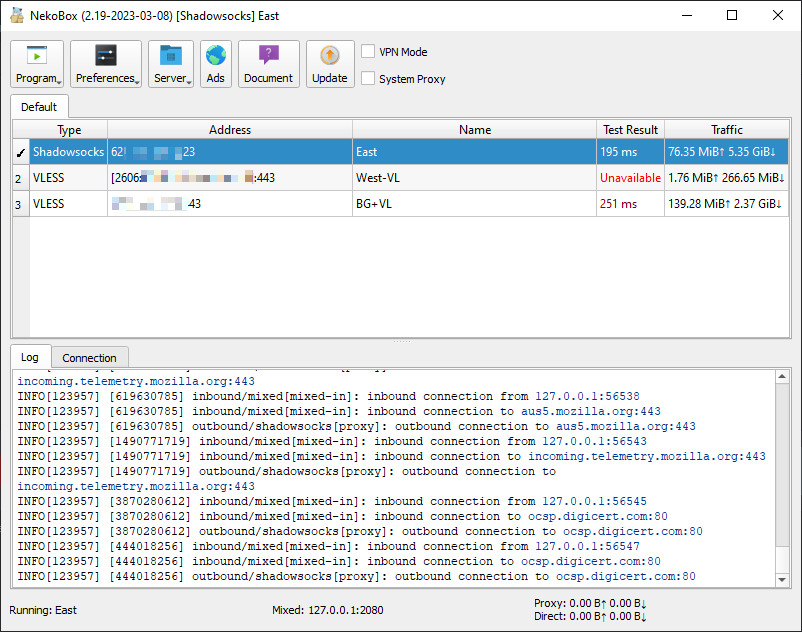 NekoBox (2.19-2023-03-08) [Shadowsocks] East
Program Preferences Server Ads Document Update
VPN Mode
System Proxy
Default
Type Address Name Test Result Traffic
✓ Shadowsocks 62 23 East 195 ms 76.35 MiB↑ 5.35 GiB↓
2 VLESS [2606: :443 West-VL Unavailable 1.76 MiB↑ 266.65 MiB↓
3 VLESS 43 BG+VL 251 ms 139.28 MiB↑ 2.37 GiB↓
Log Connection
incoming.telemetry.mozilla.org:443
INFO[123957] [619630785] inbound/mixed[mixed-in]: inbound connection from 127.0.0.1:56538
INFO[123957] [619630785] inbound/mixed[mixed-in]: inbound connection to aus5.mozilla.org:443
INFO[123957] [619630785] outbound/shadowsocks[proxy]: outbound connection to aus5.mozilla.org:443
INFO[123957] [1490771719] inbound/mixed[mixed-in]: inbound connection from 127.0.0.1:56543
INFO[123957] [1490771719] inbound/mixed[mixed-in]: inbound connection to incoming.telemetry.mozilla.org:443
INFO[123957] [1490771719] outbound/shadowsocks[proxy]: outbound connection to
incoming.telemetry.mozilla.org:443
INFO[123957] [3870280612] inbound/mixed[mixed-in]: inbound connection from 127.0.0.1:56545
INFO[123957] [3870280612] inbound/mixed[mixed-in]: inbound connection to ocsp.digicert.com:80
INFO[123957] [3870280612] outbound/shadowsocks[proxy]: outbound connection to ocsp.digicert.com:80
INFO[123957] [444018256] inbound/mixed[mixed-in]: inbound connection from 127.0.0.1:56547
INFO[123957] [444018256] inbound/mixed[mixed-in]: inbound connection to ocsp.digicert.com:80
INFO[123957] [444018256] outbound/shadowsocks[proxy]: outbound connection to ocsp.digicert.com:80
Running: East
Mixed: 127.0.0.1:2080
Proxy: 0.00 B↑ 0.00 B↓
Direct: 0.00 B↑ 0.00 B↓